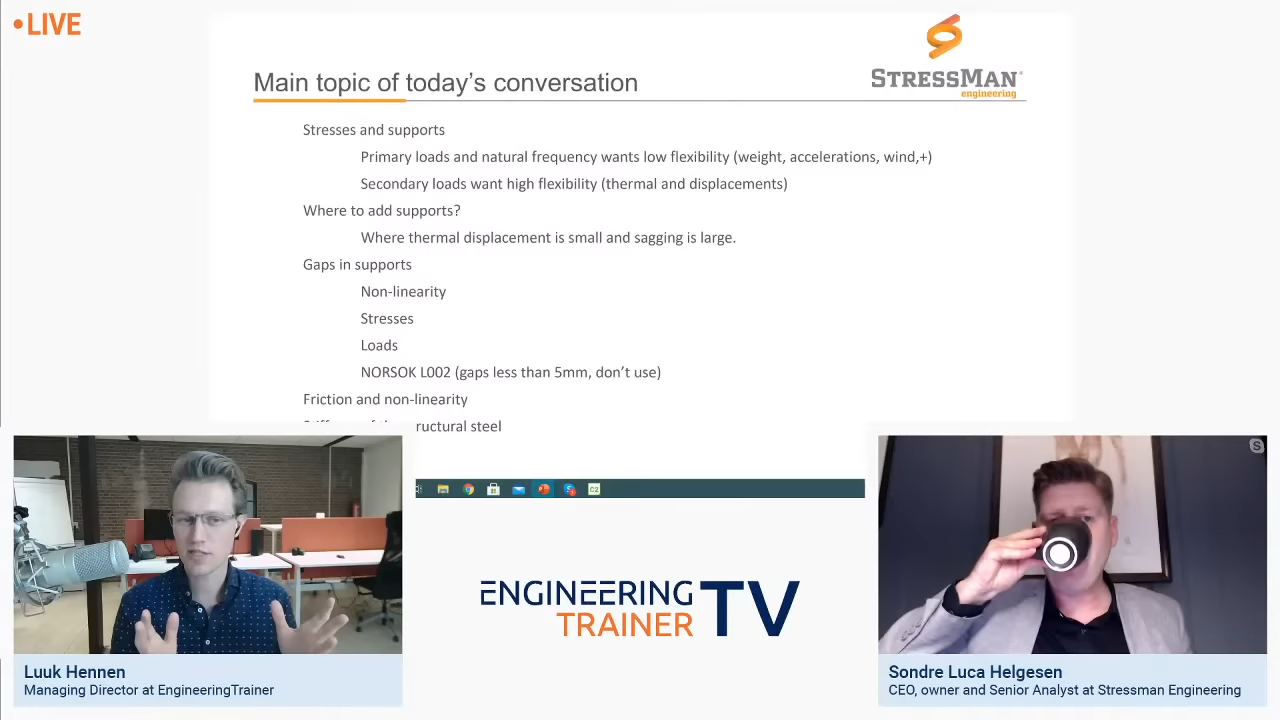 •LIVE
STRESSMAN®
engineering
Main topic of today's conversation
Stresses and supports
Primary loads and natural frequency wants low flexibility (weight, accelerations, wind,+)
Secondary loads want high flexibility (thermal and displacements)
Where to add supports?
Where thermal displacement is small and sagging is large.
Gaps in supports
Non-linearity
Stresses
Loads
NORSOK L002 (gaps less than 5mm, don't use)
Friction and non-linearity
ructural steel
C2
ENGINEERING
TRAINER
TV
Luuk Hennen
Managing Director at EngineeringTrainer
S
Sondre Luca Helgesen
CEO, owner and Senior Analyst at Stressman Engineering